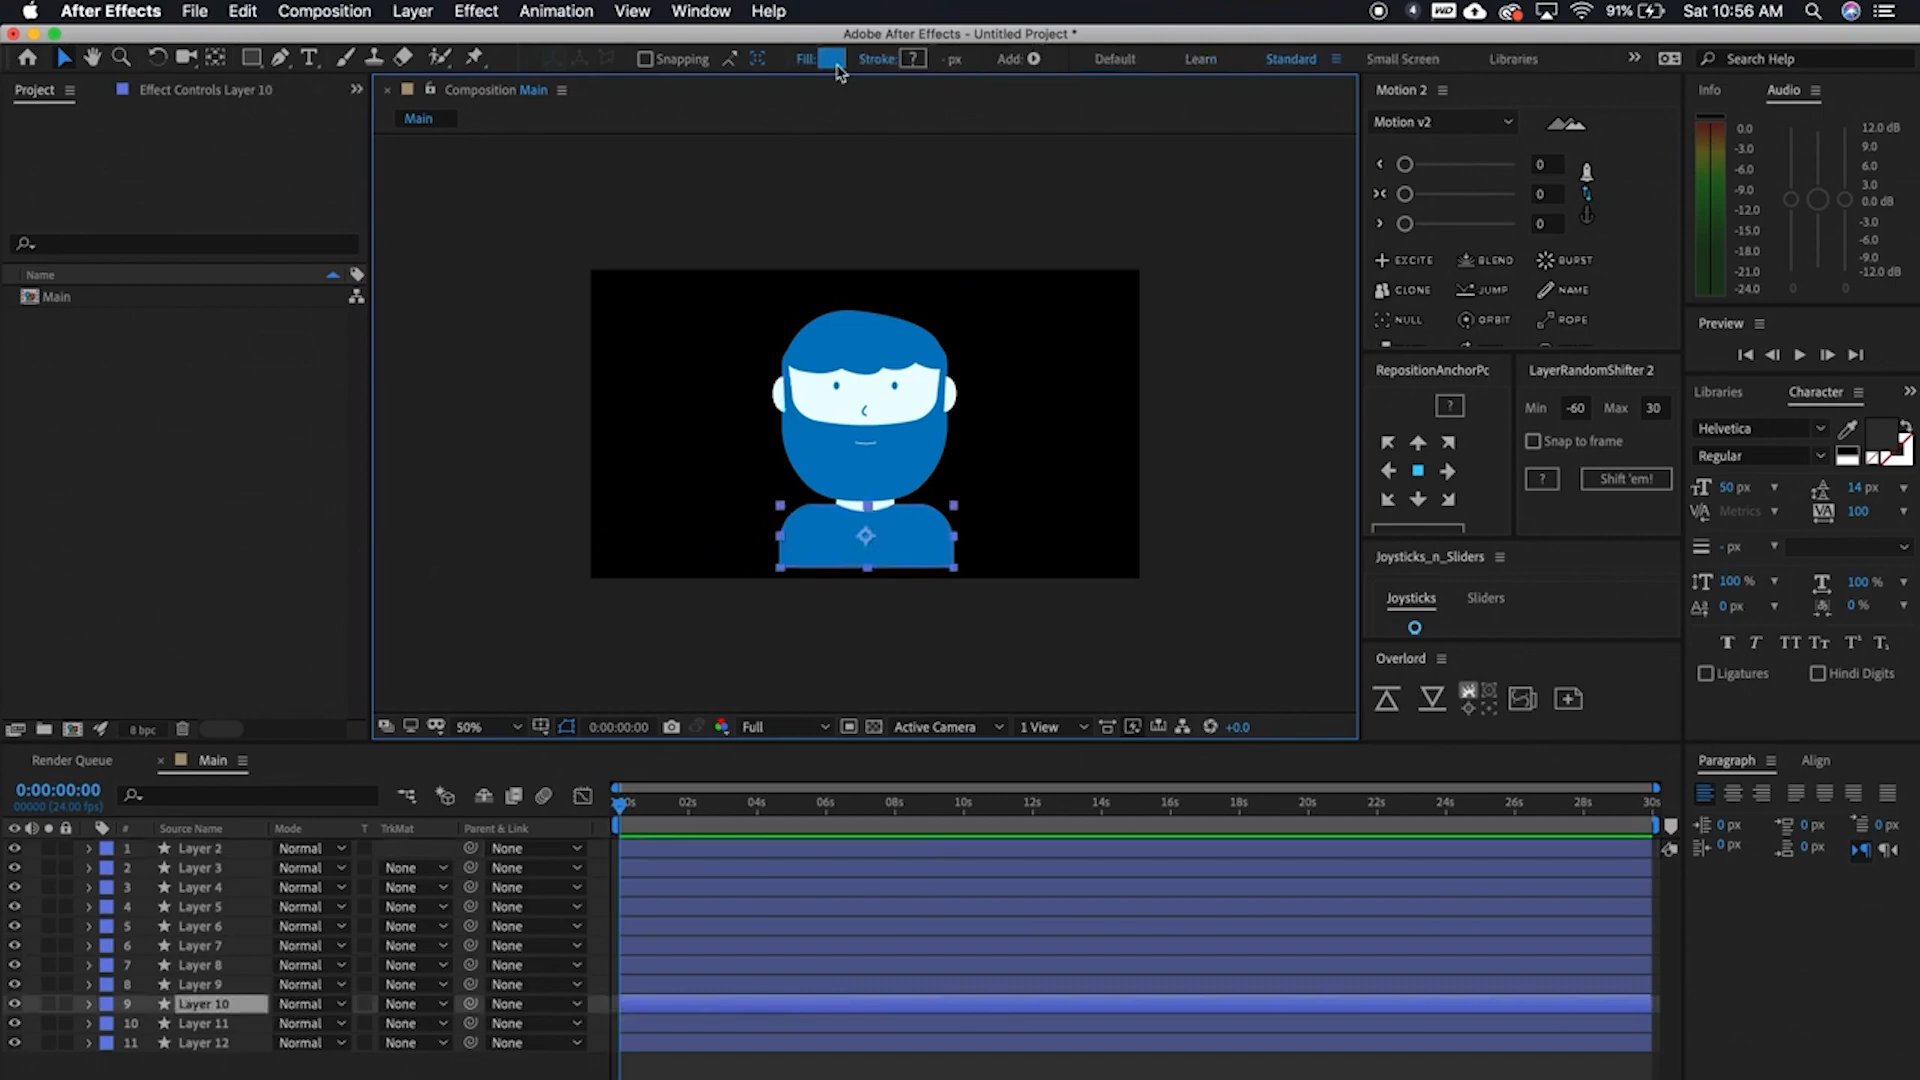 After Effects File Edit Composition Layer Effect Animation View Window Help 4 WD 91% Sat 10:56 AM
Adobe After Effects - Untitled Project *
Snapping Fill: Stroke: ? - px Add: Default Learn Standard Small Screen Libraries Search Help
Project Effect Controls Layer 10
Composition Main
Main
Name
Main
8 bpc
50% 0:00:00:00 Full Active Camera 1 View +0.0
Motion 2
Motion v2
0
0
0
EXCITE BLEND BURST
CLONE JUMP NAME
NULL ORBIT ROPE
RepositionAnchorPc LayerRandomShifter 2
? Min -60 Max 30
Snap to frame
? Shift 'em!
Joysticks_n_Sliders
Joysticks Sliders
Overlord
Info Audio
0.0
-3.0
-6.0
-9.0
-12.0
-15.0
-18.0
-21.0
-24.0
12.0 dB
9.0
6.0
3.0
0.0 dB
-3.0
-6.0
-9.0
-12.0 dB
0 0
Preview
Libraries Character
Helvetica
Regular
50 px 14 px
Metrics 100
- px
100 % 100 %
0 px 0 %
T T TT Tт T¹ T₁
Ligatures Hindi Digits
Paragraph Align
0 px 0 px 0 px
0 px 0 px
Render Queue Main
0:00:00:00
00000 (24.00 fps)
02s 04s 06s 08s 10s 12s 14s 16s 18s 20s 22s 24s 26s 28s 30s
# Source Name Mode T TrkMat Parent & Link
1 Layer 2 Normal None
2 Layer 3 Normal None None
3 Layer 4 Normal None None
4 Layer 5 Normal None None
5 Layer 6 Normal None None
6 Layer 7 Normal None None
7 Layer 8 Normal None None
8 Layer 9 Normal None None
9 Layer 10 Normal None None
10 Layer 11 Normal None None
11 Layer 12 Normal None None